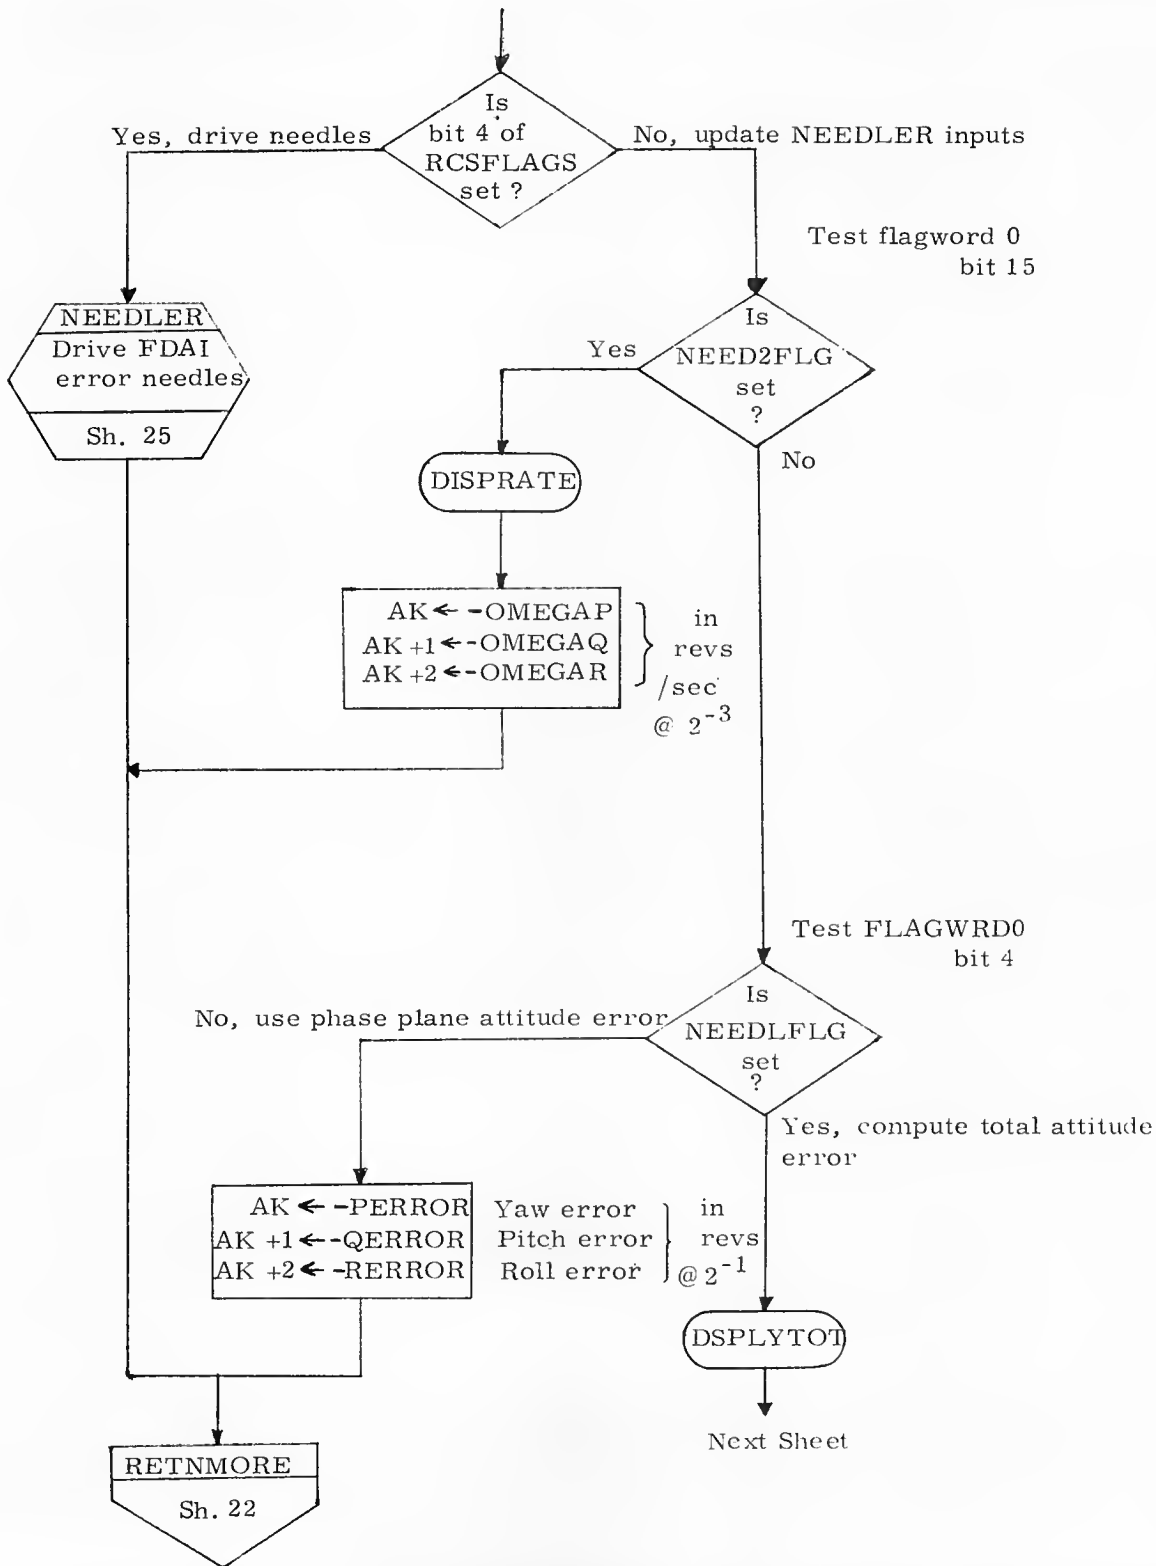 Is
bit 4 of
RCSFLAGS
set ?
Yes, drive needles
No, update NEEDLER inputs
Test flagword 0
bit 15
NEEDLER
Drive FDAI
error needles
Sh. 25
Is
NEED2FLG
set
?
Yes
No
DISPRATE
AK ← -OMEGAP
AK +1 ← -OMEGAQ
AK +2 ← -OMEGAR
in
revs
/sec
@ 2⁻³
Test FLAGWRD0
bit 4
Is
NEEDLFLG
set
?
No, use phase plane attitude error
Yes, compute total attitude
error
AK ← -PERROR Yaw error
AK +1 ← -QERROR Pitch error
AK +2 ← -RERROR Roll error
in
revs
@ 2⁻¹
DSPLYTOT
Next Sheet
RETNMORE
Sh. 22